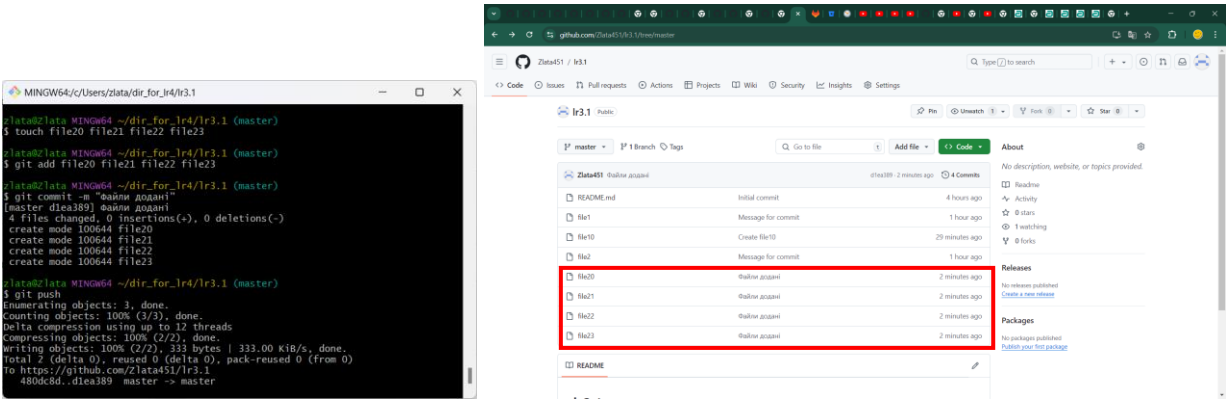 MINGW64:/c/Users/zlata/dir_for_lr4/lr3.1
zlata@Zlata MINGW64 ~/dir_for_lr4/lr3.1 (master)
$ touch file20 file21 file22 file23
zlata@Zlata MINGW64 ~/dir_for_lr4/lr3.1 (master)
$ git add file20 file21 file22 file23
zlata@Zlata MINGW64 ~/dir_for_lr4/lr3.1 (master)
$ git commit -m "Файли додані"
[master d1ea389] Файли додані
4 files changed, 0 insertions(+), 0 deletions(-)
create mode 100644 file20
create mode 100644 file21
create mode 100644 file22
create mode 100644 file23
zlata@Zlata MINGW64 ~/dir_for_lr4/lr3.1 (master)
$ git push
Enumerating objects: 3, done.
Counting objects: 100% (3/3), done.
Delta compression using up to 12 threads
Compressing objects: 100% (2/2), done.
Writing objects: 100% (2/2), 333 bytes | 333.00 KiB/s, done.
Total 2 (delta 0), reused 0 (delta 0), pack-reused 0 (from 0)
To https://github.com/Zlata451/lr3.1
480dc8d..d1ea389 master -> master
github.com/Zlata451/lr3.1/tree/master
Zlata451 / lr3.1
Type / to search
Code Issues Pull requests Actions Projects Wiki Security Insights Settings
lr3.1 Public
Pin Unwatch 1 Fork 0 Star 0
master 1 Branch Tags
Go to file t
Add file Code
Zlata451 Файли додані
d1ea389 · 2 minutes ago 4 Commits
README.md Initial commit 4 hours ago
file1 Message for commit 1 hour ago
file10 Create file10 29 minutes ago
file2 Message for commit 1 hour ago
file20 Файли додані 2 minutes ago
file21 Файли додані 2 minutes ago
file22 Файли додані 2 minutes ago
file23 Файли додані 2 minutes ago
README
About
No description, website, or topics provided.
Readme
Activity
0 stars
1 watching
0 forks
Releases
No releases published
Create a new release
Packages
No packages published
Publish your first package